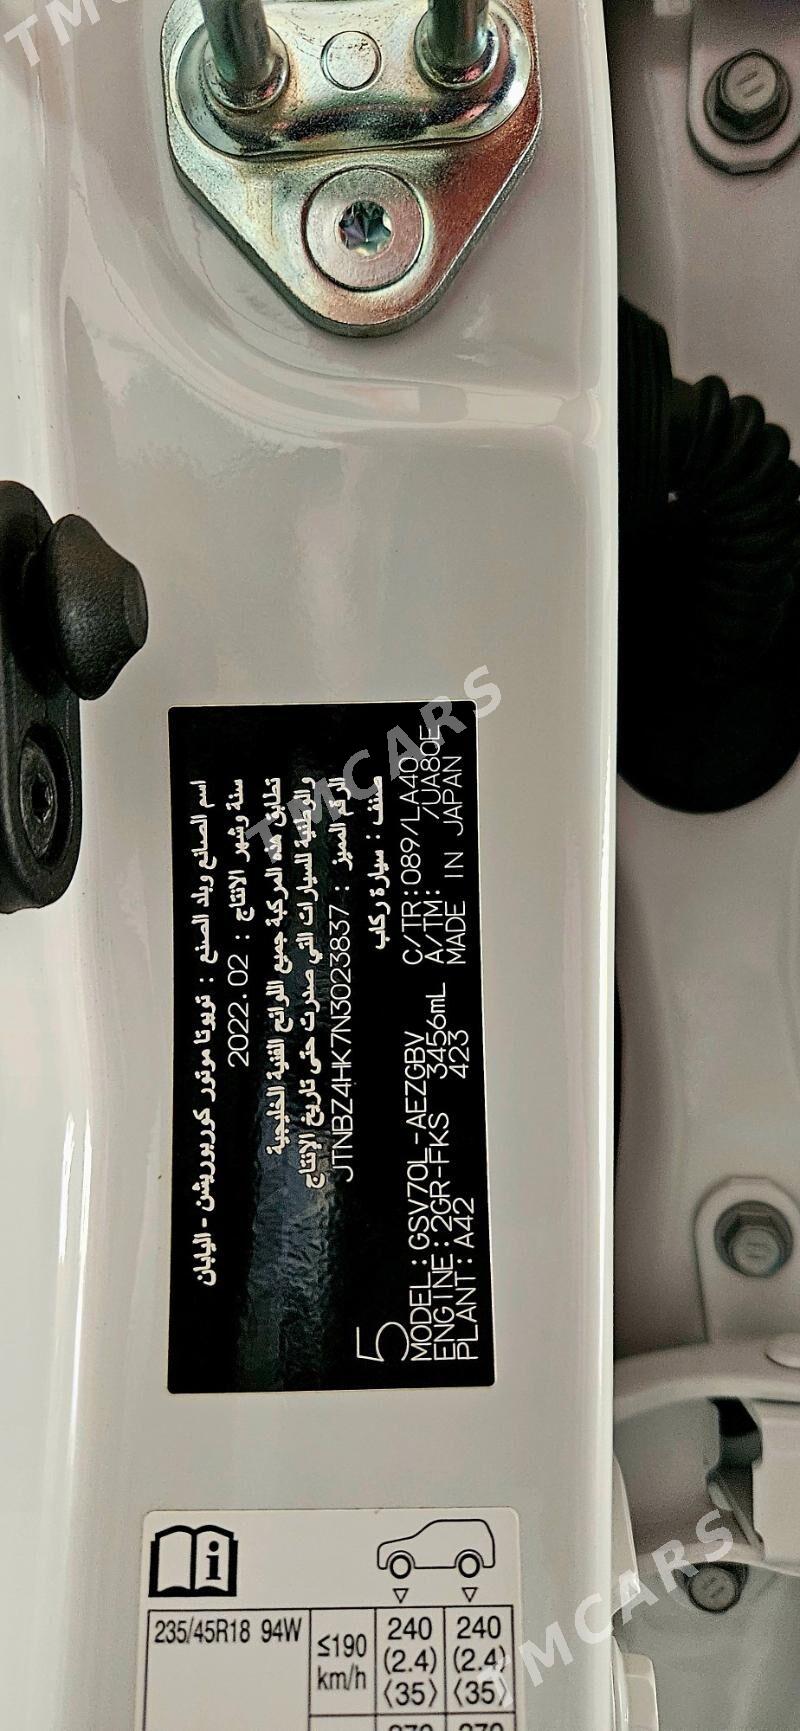 اسم الصانع وبلد الصنع : تويوتا موتور كوربوريشن - اليابان
سنة وشهر الانتاج : 2022.02
تطابق هذه المركبة جميع اللوائح الفنية الخليجية
والوطنية للسيارات التي صدرت حتى تاريخ الإنتاج
الرقم المميز : JTNBZ4HK7N3023837
صنف : سيارة ركاب
5
MODEL:GSV70L-AEZGBV C/TR:089/LA40
ENGINE:2GR-FKS 3456mL A/TM: /UA80E
PLANT:A42 423 MADE IN JAPAN
235/45R18 94W
≤190 km/h
240 (2.4) ⟨35⟩
240 (2.4) ⟨35⟩
TMCARS
TMCARS
TMCARS